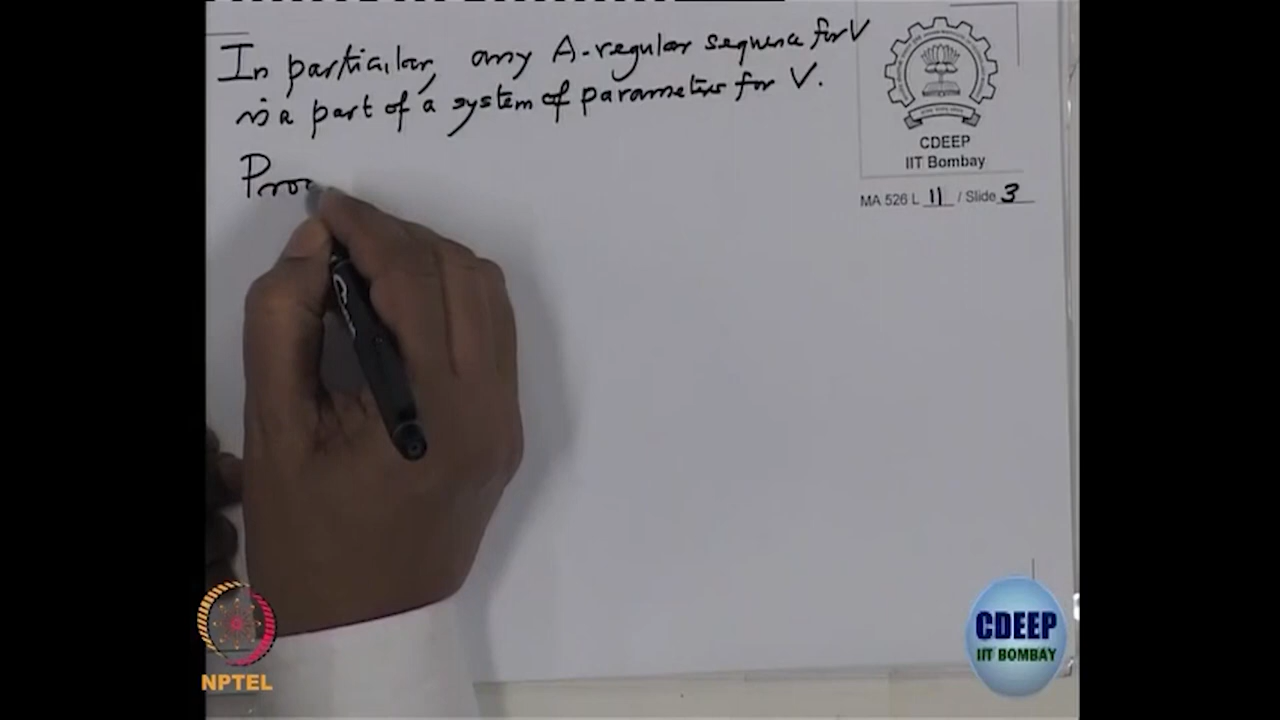 In particular, any A-regular sequence for V
is a part of a system of parameters for V.
Proo
CDEEP
IIT Bombay
MA 526 L 11 / Slide 3
NPTEL
CDEEP
IIT BOMBAY